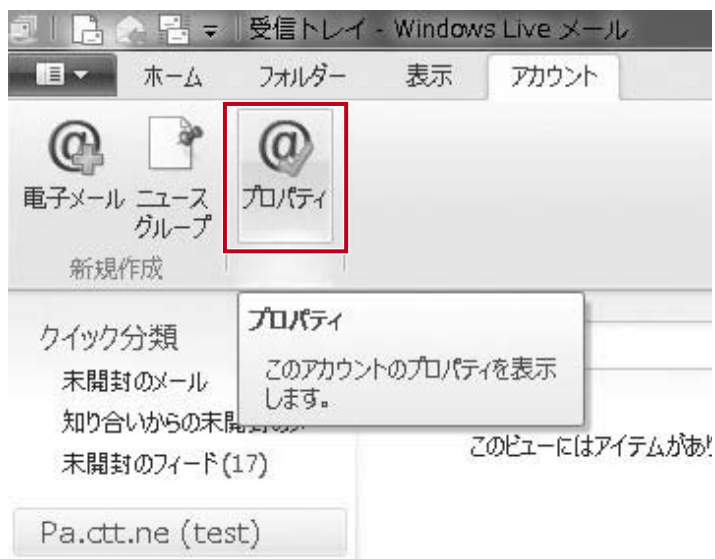 受信トレイ - Windows Live メール
ホーム フォルダー 表示 アカウント
電子メール ニュース グループ プロパティ
新規作成
プロパティ
このアカウントのプロパティを表示
します。
クイック分類
未開封のメール
知り合いからの未開封の
未開封のフィード (17)
このビューにはアイテムがあ
Pa.ctt.ne (test)